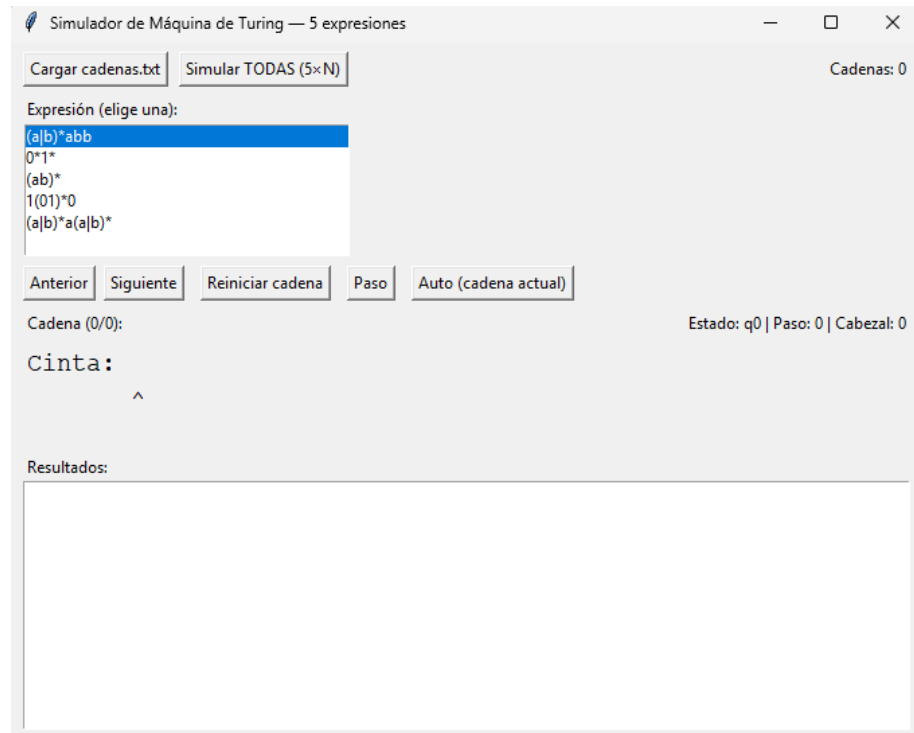 Simulador de Máquina de Turing — 5 expresiones
Cargar cadenas.txt Simular TODAS (5×N) Cadenas: 0
Expresión (elige una):
(a|b)*abb
0*1*
(ab)*
1(01)*0
(a|b)*a(a|b)*
Anterior Siguiente Reiniciar cadena Paso Auto (cadena actual)
Cadena (0/0): Estado: q0 | Paso: 0 | Cabezal: 0
Cinta:
^
Resultados: